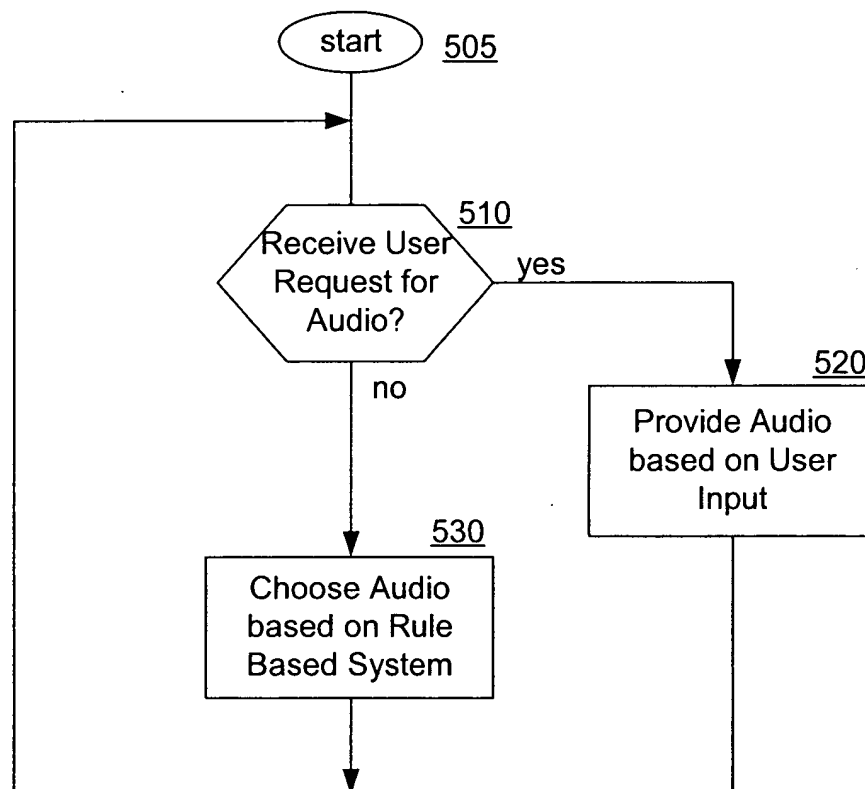 start
505
510
Receive User
Request for
Audio?
yes
no
520
Provide Audio
based on User
Input
530
Choose Audio
based on Rule
Based System